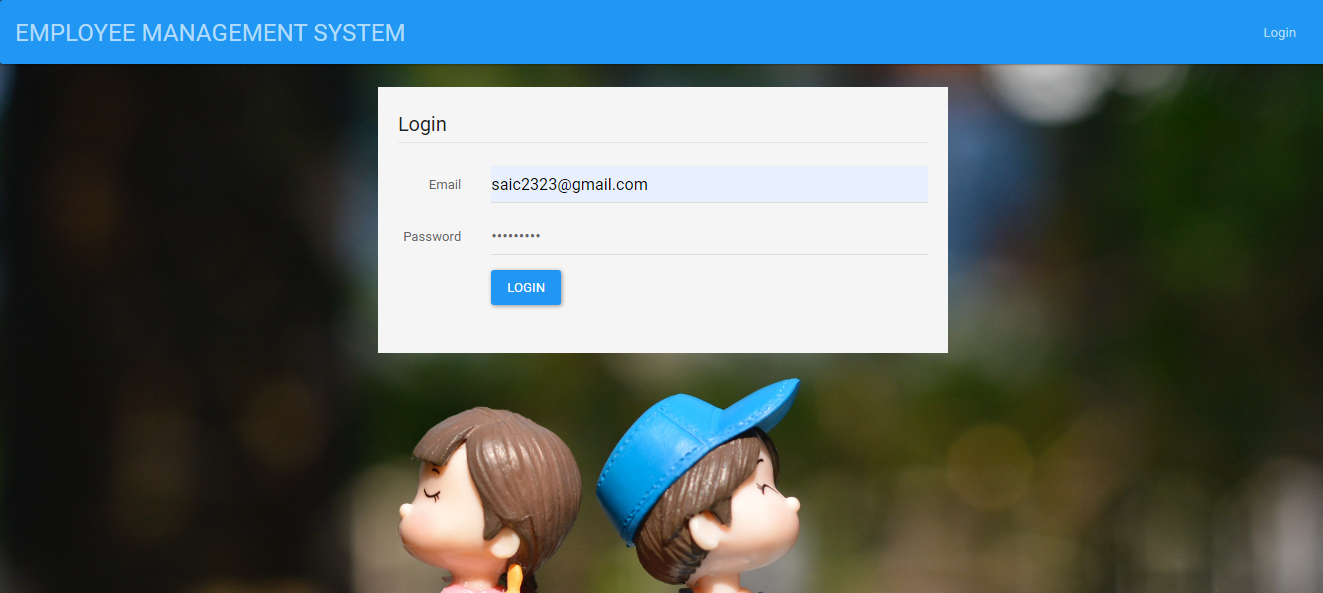 EMPLOYEE MANAGEMENT SYSTEM
Login
Login
Email
saic2323@gmail.com
Password
•••••••••
LOGIN